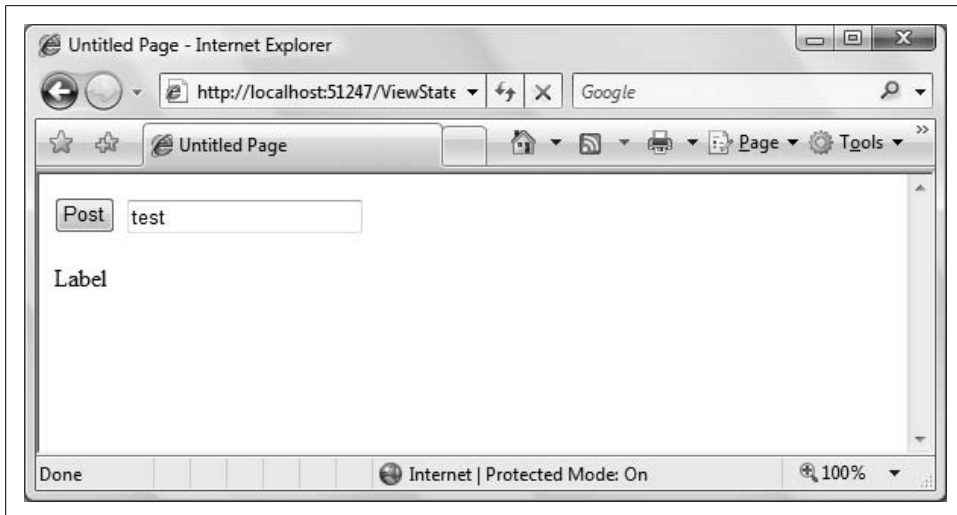 Untitled Page - Internet Explorer
http://localhost:51247/ViewState
Google
Untitled Page
Page
Tools
Post
test
Label
Done
Internet | Protected Mode: On
100%